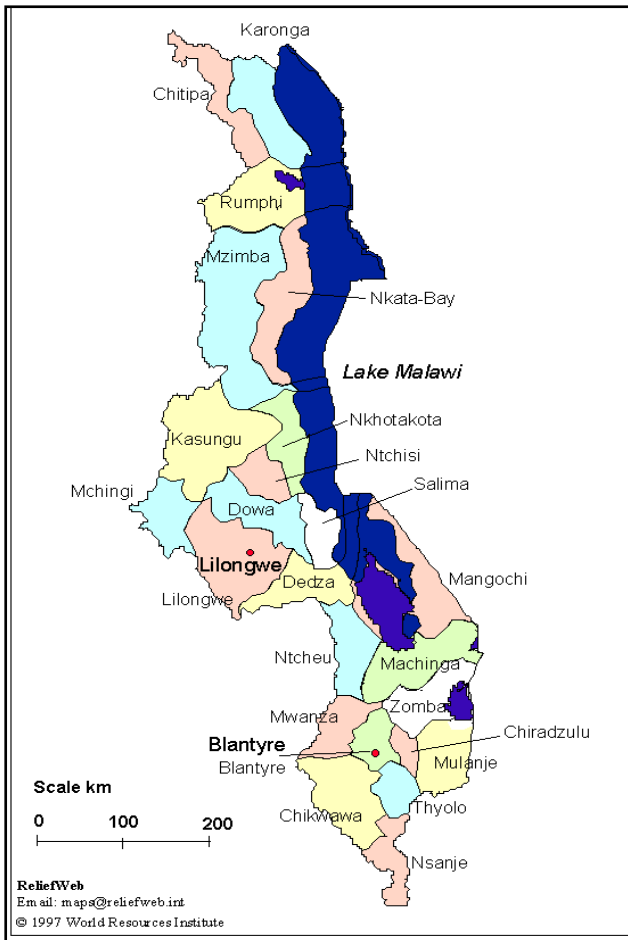 Karonga
Chitipa
Rumphi
Mzimba
Nkata-Bay
Lake Malawi
Nkhotakota
Kasungu
Ntchisi
Mchingi
Salima
Dowa
Lilongwe
Dedza
Mangochi
Lilongwe
Ntcheu
Machinga
Zomba
Mwanza
Chiradzulu
Blantyre
Blantyre
Mulanje
Scale km
Thyolo
Chikwawa
0 100 200
Nsanje
ReliefWeb
Email: maps@reliefweb.int
© 1997 World Resources Institute